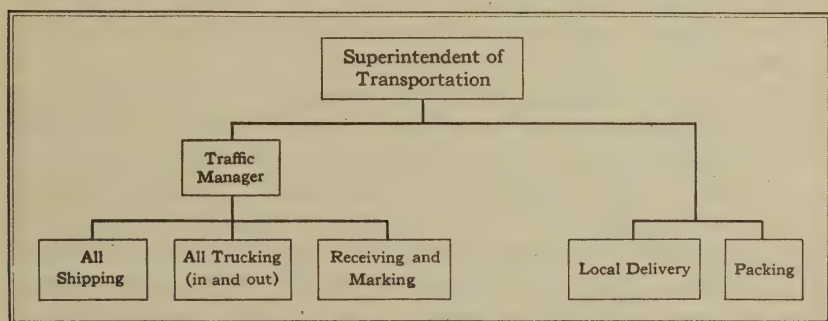 Superintendent of
Transportation
Traffic
Manager
All
Shipping
All Trucking
(in and out)
Receiving and
Marking
Local Delivery
Packing